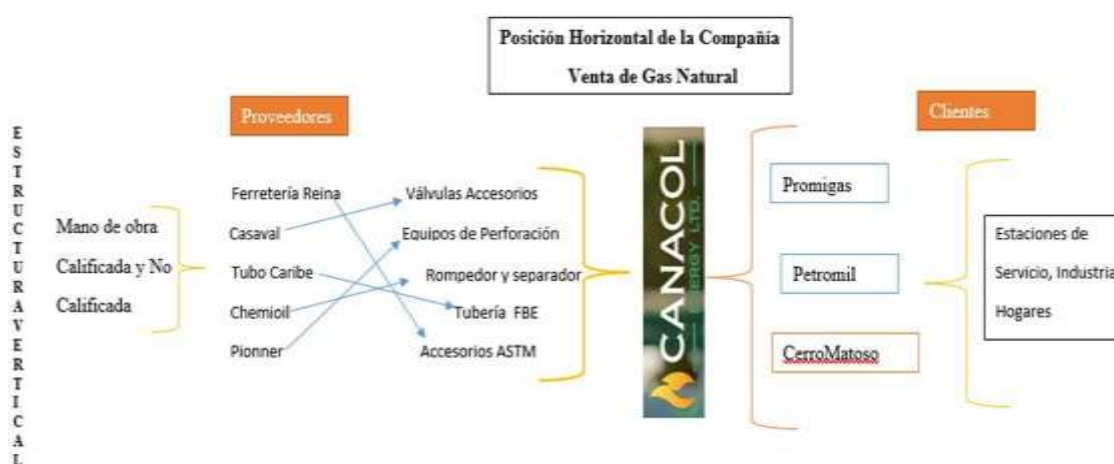 Posición Horizontal de la Compañía
Venta de Gas Natural
Proveedores
Clientes
ESTRUCTURAVERTICAL
Mano de obra
Calificada y No
Calificada
Ferretería Reina
Casaval
Tubo Caribe
Chemioil
Pionner
Válvulas Accesorios
Equipos de Perforación
Rompedor y separador
Tubería FBE
Accesorios ASTM
CANACOL
ERGY LTD.
Promigas
Petromil
CerroMatoso
Estaciones de
Servicio, Industria
Hogares